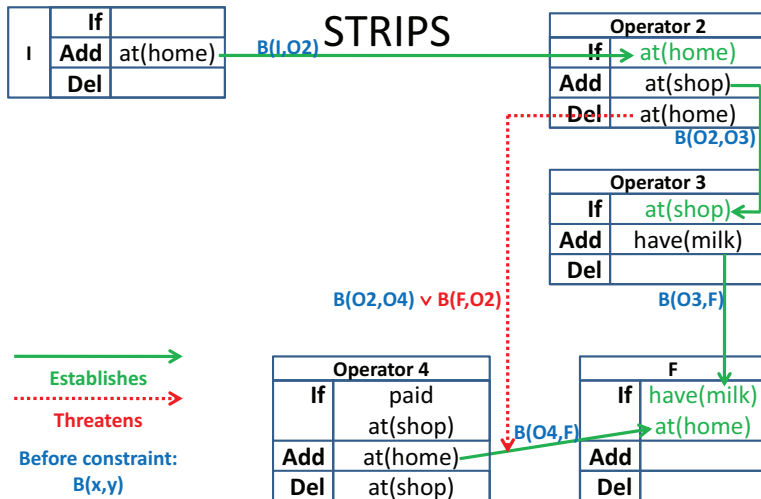 STRIPS
I
If
Add at(home)
Del
B(I,O2)
Operator 2
If at(home)
Add at(shop)
Del at(home)
B(O2,O3)
Operator 3
If at(shop)
Add have(milk)
Del
B(O2,O4) ∨ B(F,O2)
B(O3,F)
Establishes
Threatens
Before constraint:
B(x,y)
Operator 4
If paid
at(shop)
Add at(home)
Del at(shop)
B(O4,F)
F
If have(milk)
at(home)
Add
Del